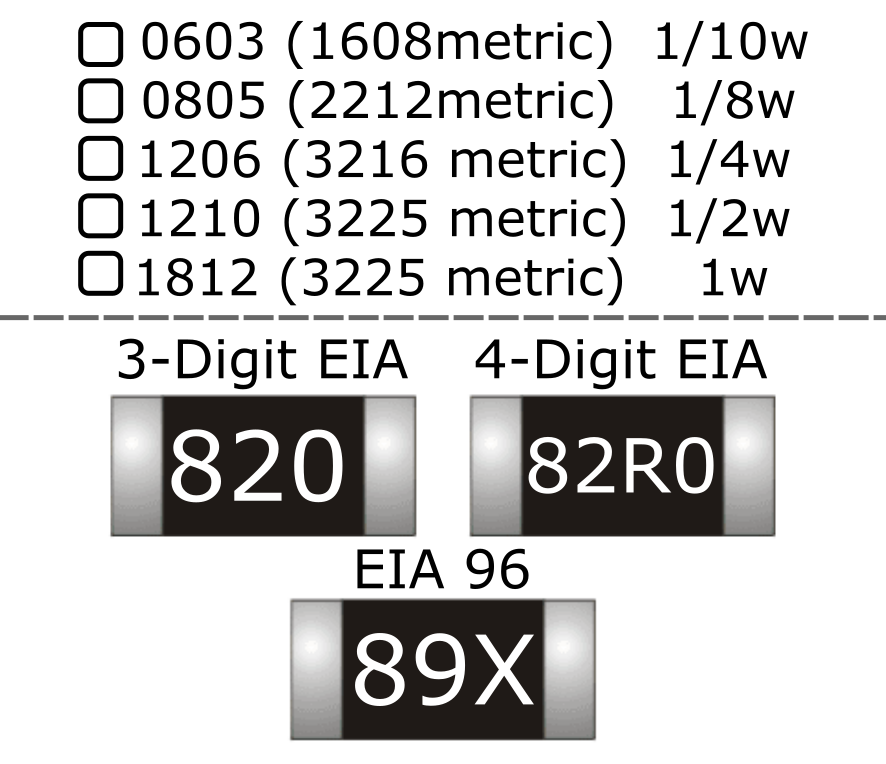 0603 (1608metric) 1/10w
0805 (2212metric) 1/8w
1206 (3216 metric) 1/4w
1210 (3225 metric) 1/2w
1812 (3225 metric) 1w
3-Digit EIA 4-Digit EIA
820 82R0
EIA 96
89X